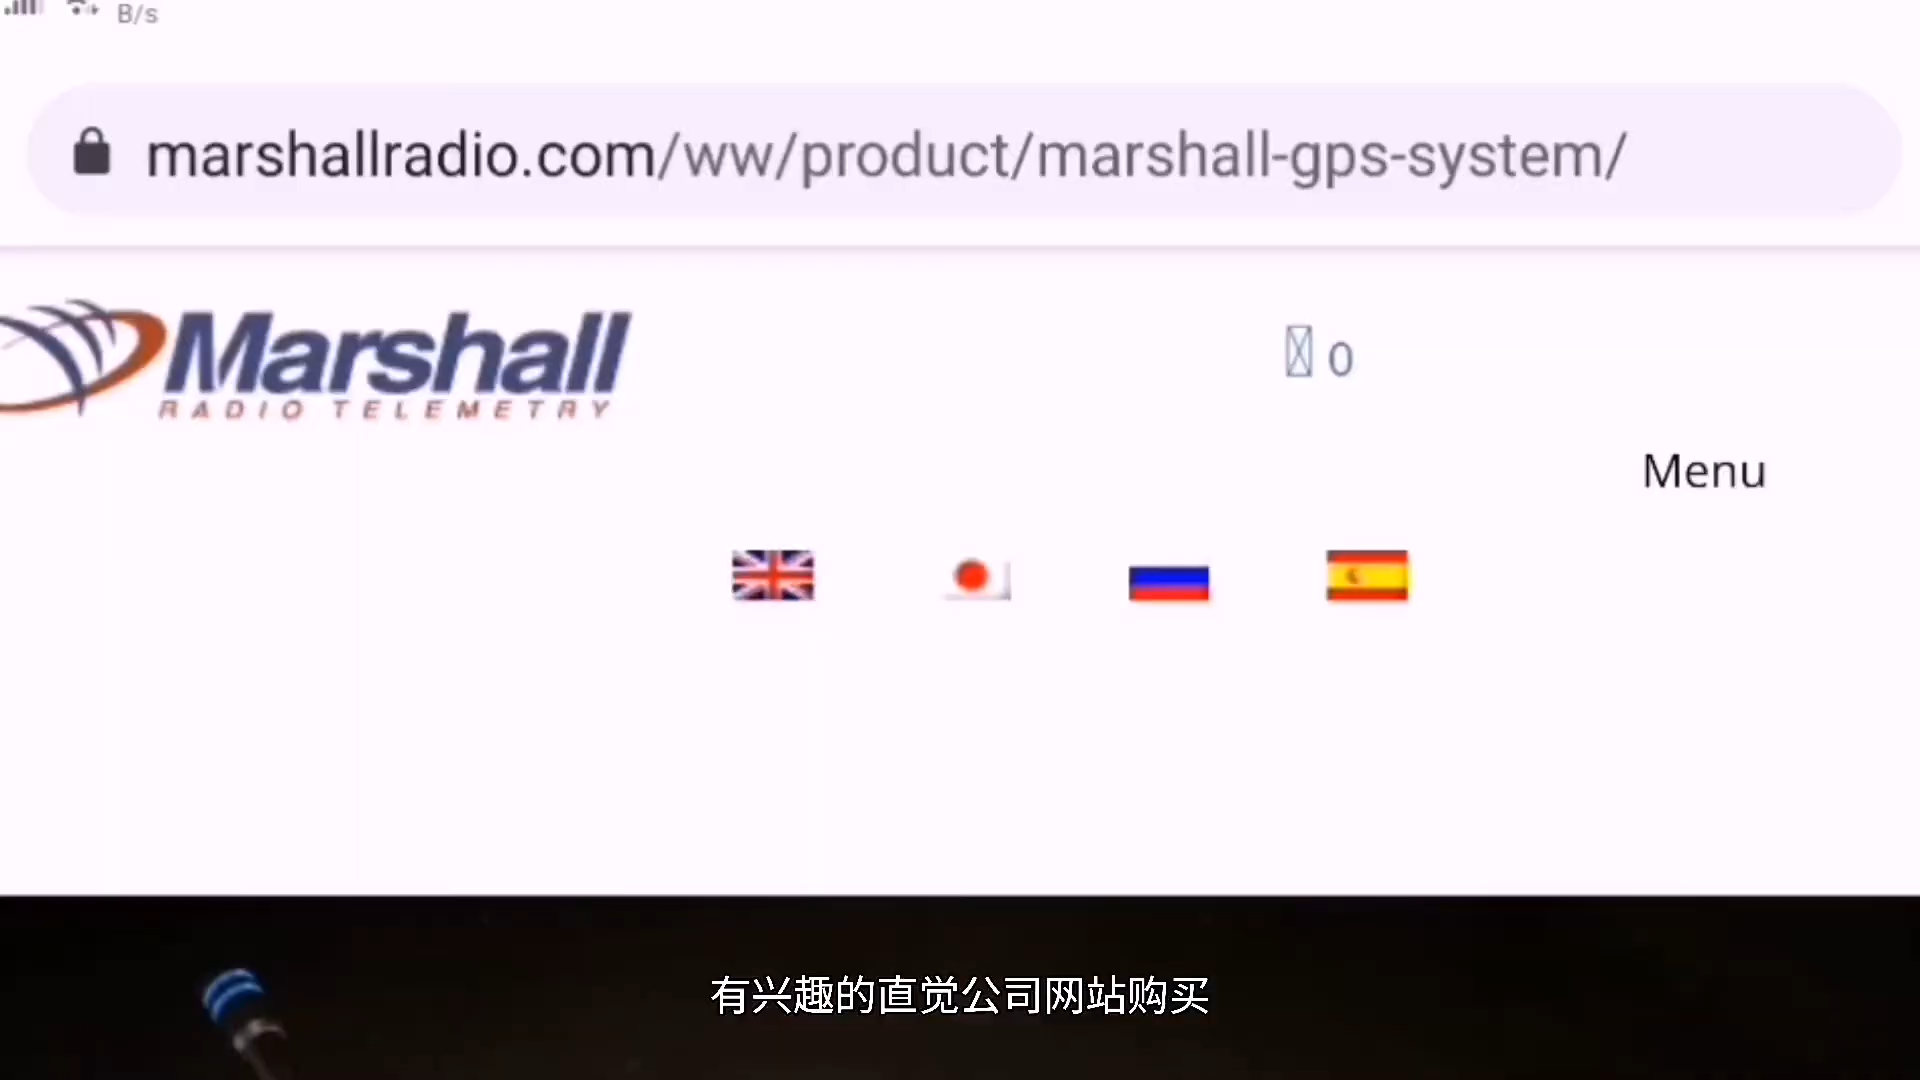 B/s
marshallradio.com/ww/product/marshall-gps-system/
Marshall
RADIO TELEMETRY
0
Menu
有兴趣的直觉公司网站购买